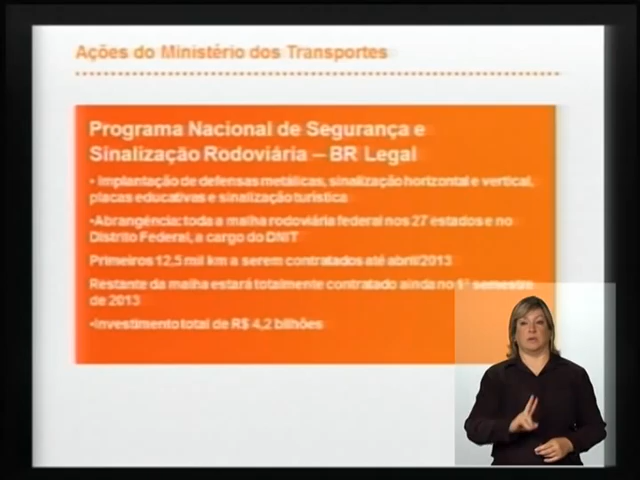 Ações do Ministério dos Transportes
Programa Nacional de Segurança e
Sinalização Rodoviária – BR Legal
• Implantação de defensas metálicas, sinalização horizontal e vertical,
placas educativas e sinalização turística
•Abrangência: toda a malha rodoviária federal nos 27 estados e no
Distrito Federal, a cargo do DNIT
Primeiros 12,5 mil km a serem contratados até abril/2013
Restante da malha estará totalmente contratado ainda no 1º semestre
de 2013
•Investimento total de R$ 4,2 bilhões